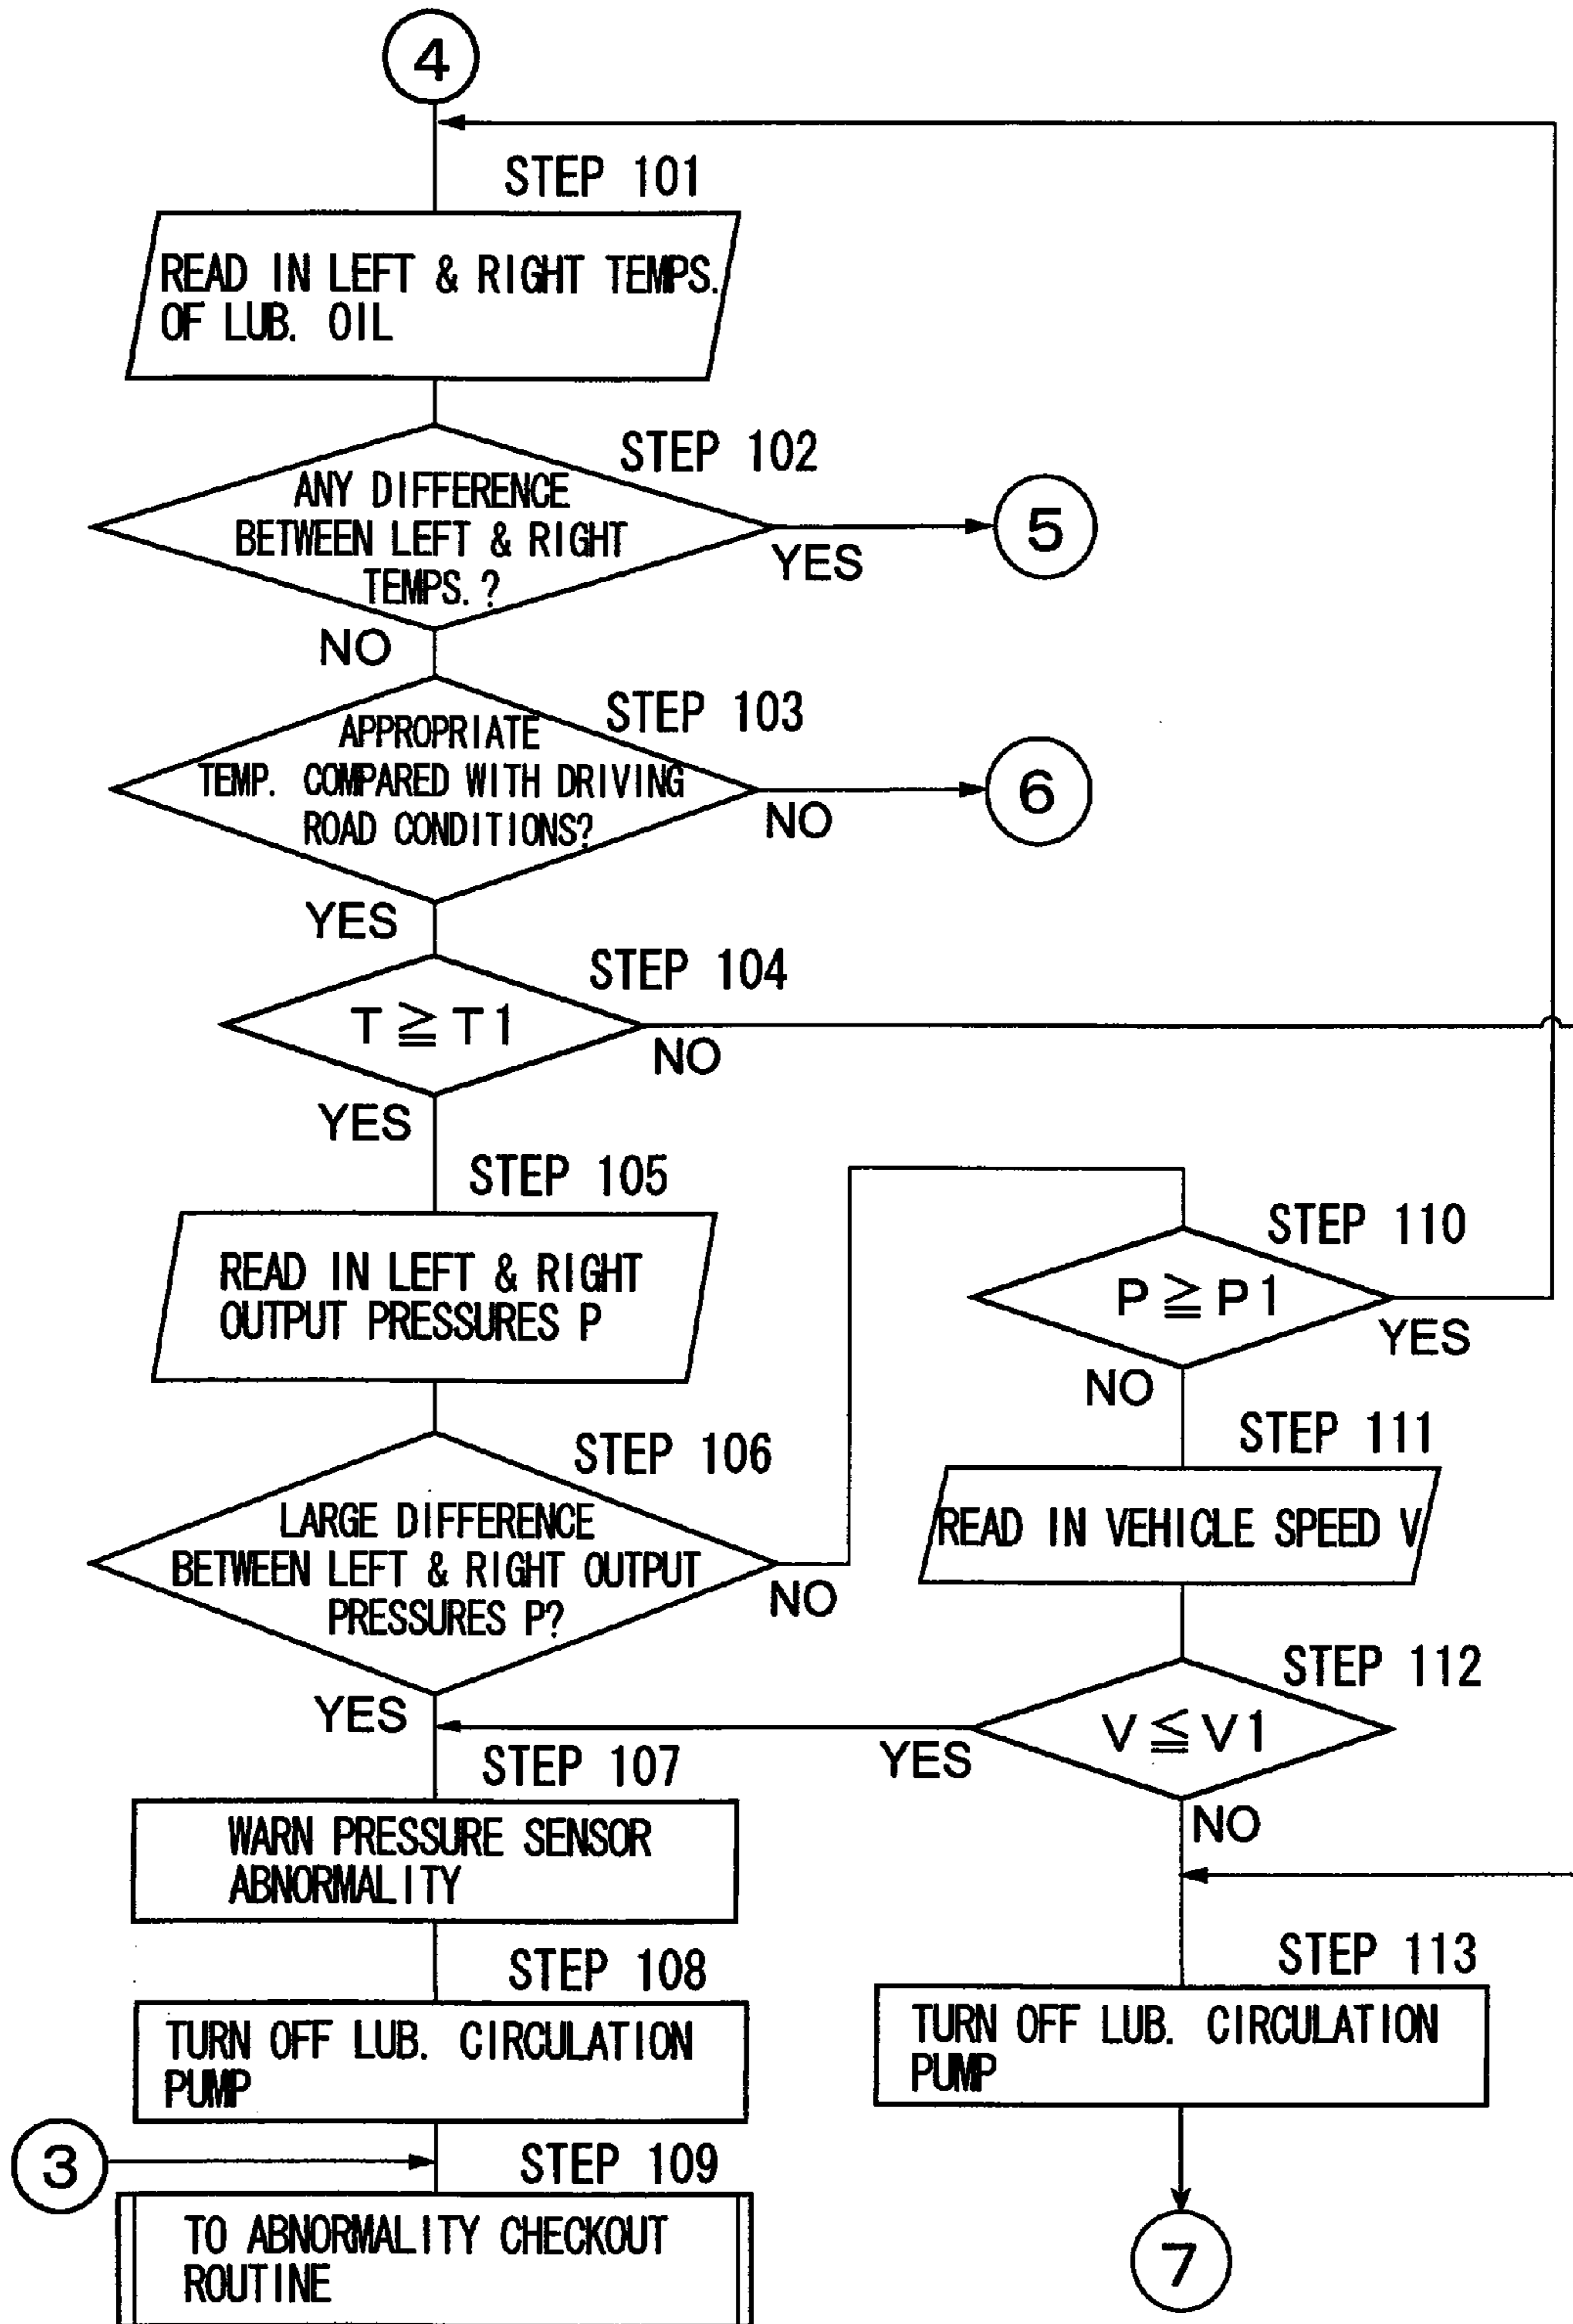 4
STEP 101
READ IN LEFT & RIGHT TEMPS.
OF LUB. OIL
STEP 102
ANY DIFFERENCE
BETWEEN LEFT & RIGHT
TEMPS.?
YES
5
NO
STEP 103
APPROPRIATE
TEMP. COMPARED WITH DRIVING
ROAD CONDITIONS?
NO
6
YES
STEP 104
T ≧ T1
NO
YES
STEP 105
READ IN LEFT & RIGHT
OUTPUT PRESSURES P
STEP 106
LARGE DIFFERENCE
BETWEEN LEFT & RIGHT OUTPUT
PRESSURES P?
NO
YES
STEP 107
WARN PRESSURE SENSOR
ABNORMALITY
STEP 108
TURN OFF LUB. CIRCULATION
PUMP
3
STEP 109
TO ABNORMALITY CHECKOUT
ROUTINE
STEP 110
P ≧ P1
YES
NO
STEP 111
READ IN VEHICLE SPEED V
STEP 112
V ≦ V1
YES
NO
STEP 113
TURN OFF LUB. CIRCULATION
PUMP
7